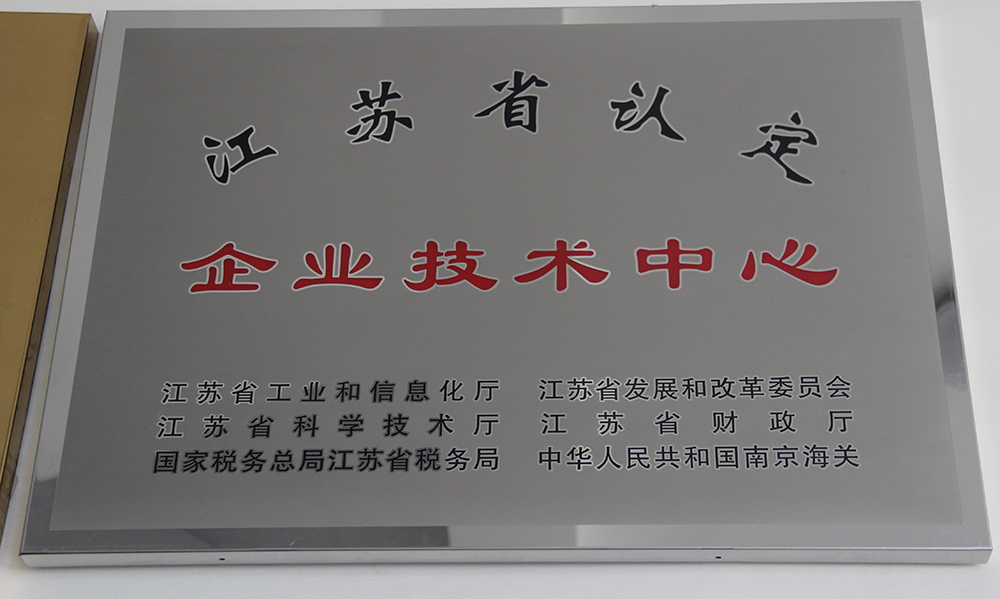 江苏省认定
企业技术中心
江苏省工业和信息化厅 江苏省发展和改革委员会
江苏省科学技术厅 江苏省财政厅
国家税务总局江苏省税务局 中华人民共和国南京海关